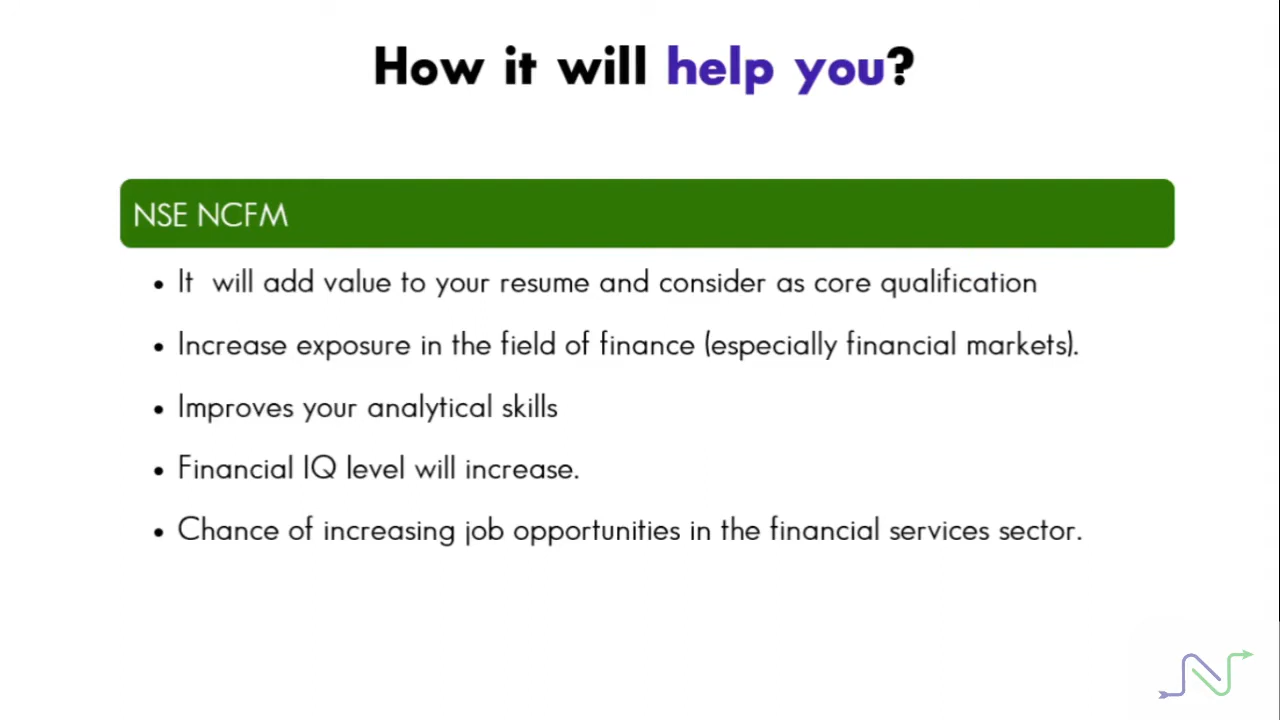 How it will help you?
NSE NCFM
• It will add value to your resume and consider as core qualification
• Increase exposure in the field of finance (especially financial markets).
• Improves your analytical skills
• Financial IQ level will increase.
• Chance of increasing job opportunities in the financial services sector.